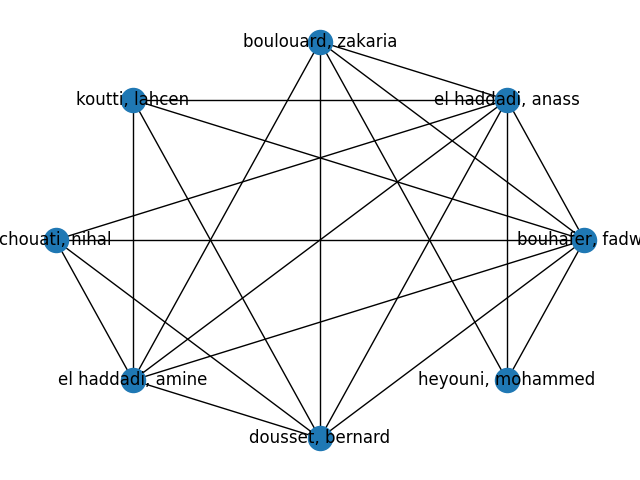 boulouard, zakaria
koutti, lahcen
el haddadi, anass
chouati, nihal
bouhafer, fadw
el haddadi, amine
heyouni, mohammed
dousset, bernard